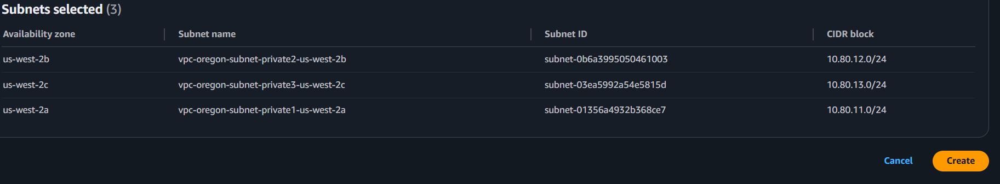 Subnets selected (3)
Availability zone Subnet name Subnet ID CIDR block
us-west-2b vpc-oregon-subnet-private2-us-west-2b subnet-0b6a3995050461003 10.80.12.0/24
us-west-2c vpc-oregon-subnet-private3-us-west-2c subnet-03ea5992a54e5815d 10.80.13.0/24
us-west-2a vpc-oregon-subnet-private1-us-west-2a subnet-01356a4932b368ce7 10.80.11.0/24
Cancel Create